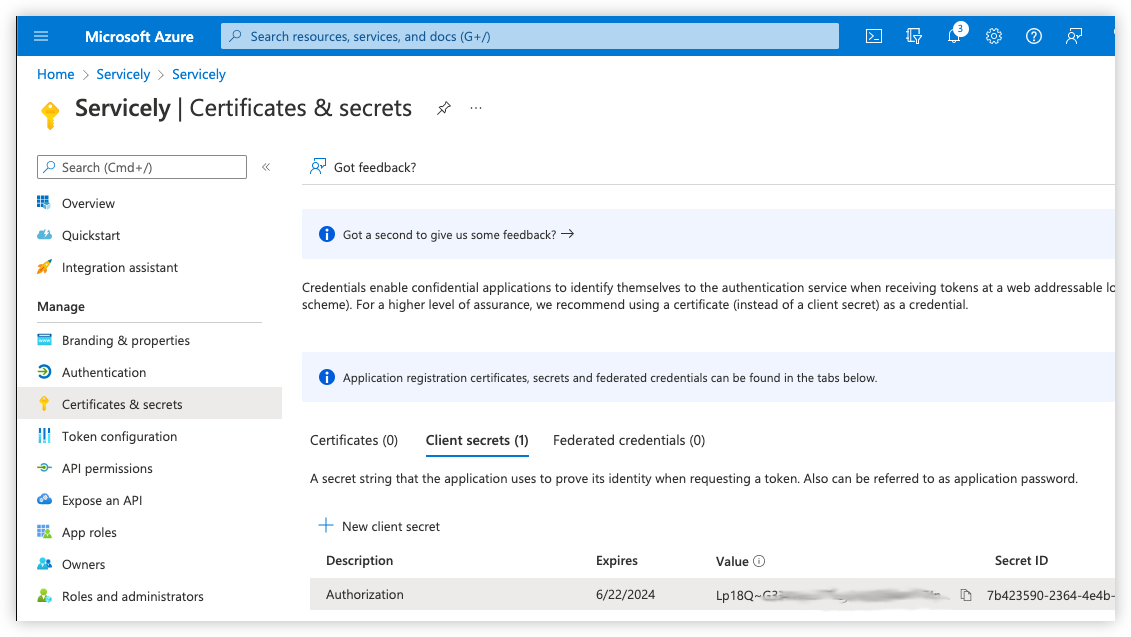 Microsoft Azure
Search resources, services, and docs (G+/)
3
Home > Servicely > Servicely
Servicely | Certificates & secrets
Search (Cmd+/)
Overview
Quickstart
Integration assistant
Manage
Branding & properties
Authentication
Certificates & secrets
Token configuration
API permissions
Expose an API
App roles
Owners
Roles and administrators
Got feedback?
Got a second to give us some feedback? →
Credentials enable confidential applications to identify themselves to the authentication service when receiving tokens at a web addressable lo
scheme). For a higher level of assurance, we recommend using a certificate (instead of a client secret) as a credential.
Application registration certificates, secrets and federated credentials can be found in the tabs below.
Certificates (0) Client secrets (1) Federated credentials (0)
A secret string that the application uses to prove its identity when requesting a token. Also can be referred to as application password.
New client secret
Description Expires Value Secret ID
Authorization 6/22/2024 Lp18Q~ 7b423590-2364-4e4b-